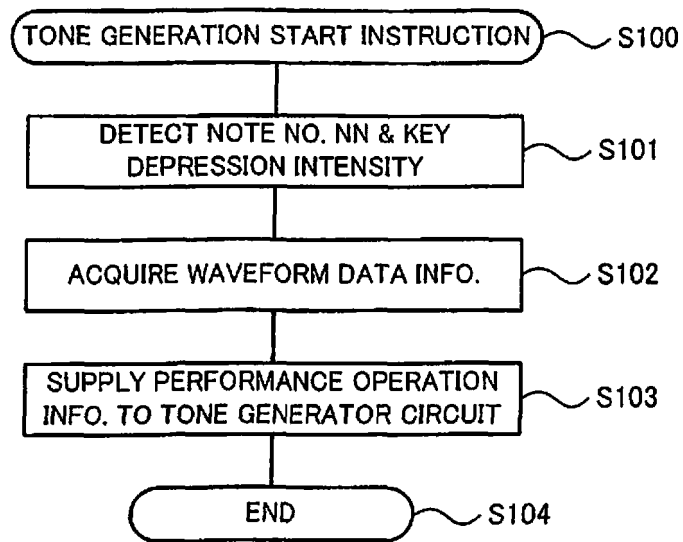 TONE GENERATION START INSTRUCTION
S100
DETECT NOTE NO. NN & KEY
DEPRESSION INTENSITY
S101
ACQUIRE WAVEFORM DATA INFO.
S102
SUPPLY PERFORMANCE OPERATION
INFO. TO TONE GENERATOR CIRCUIT
S103
END
S104